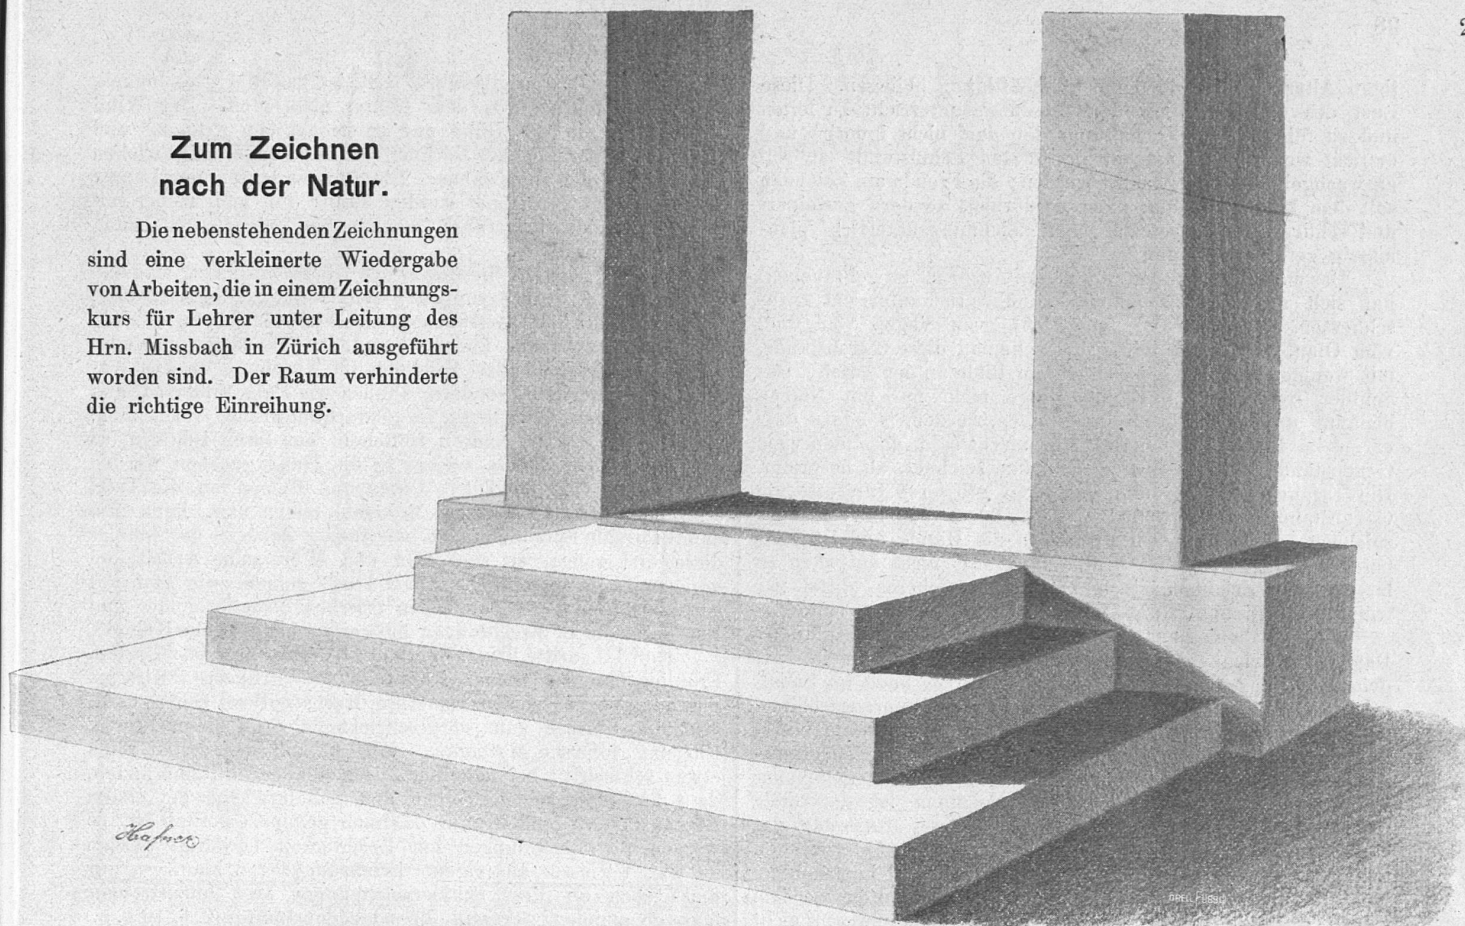 Zum Zeichnen
nach der Natur.
Die nebenstehenden Zeichnungen
sind eine verkleinerte Wiedergabe
von Arbeiten, die in einem Zeichnungs-
kurs für Lehrer unter Leitung des
Hrn. Missbach in Zürich ausgeführt
worden sind. Der Raum verhinderte
die richtige Einreihung.
Hafner